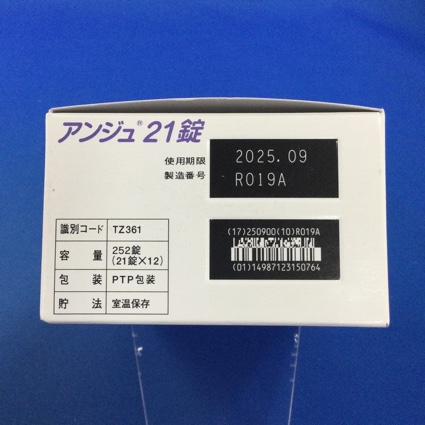 アンジュ® 21錠
使用期限 2025.09
製造番号 R019A
識別コード TZ361
容量 252錠
(21錠×12)
包装 PTP包装
貯法 室温保存
(17)250900(10)R019A
(01)14987123150764